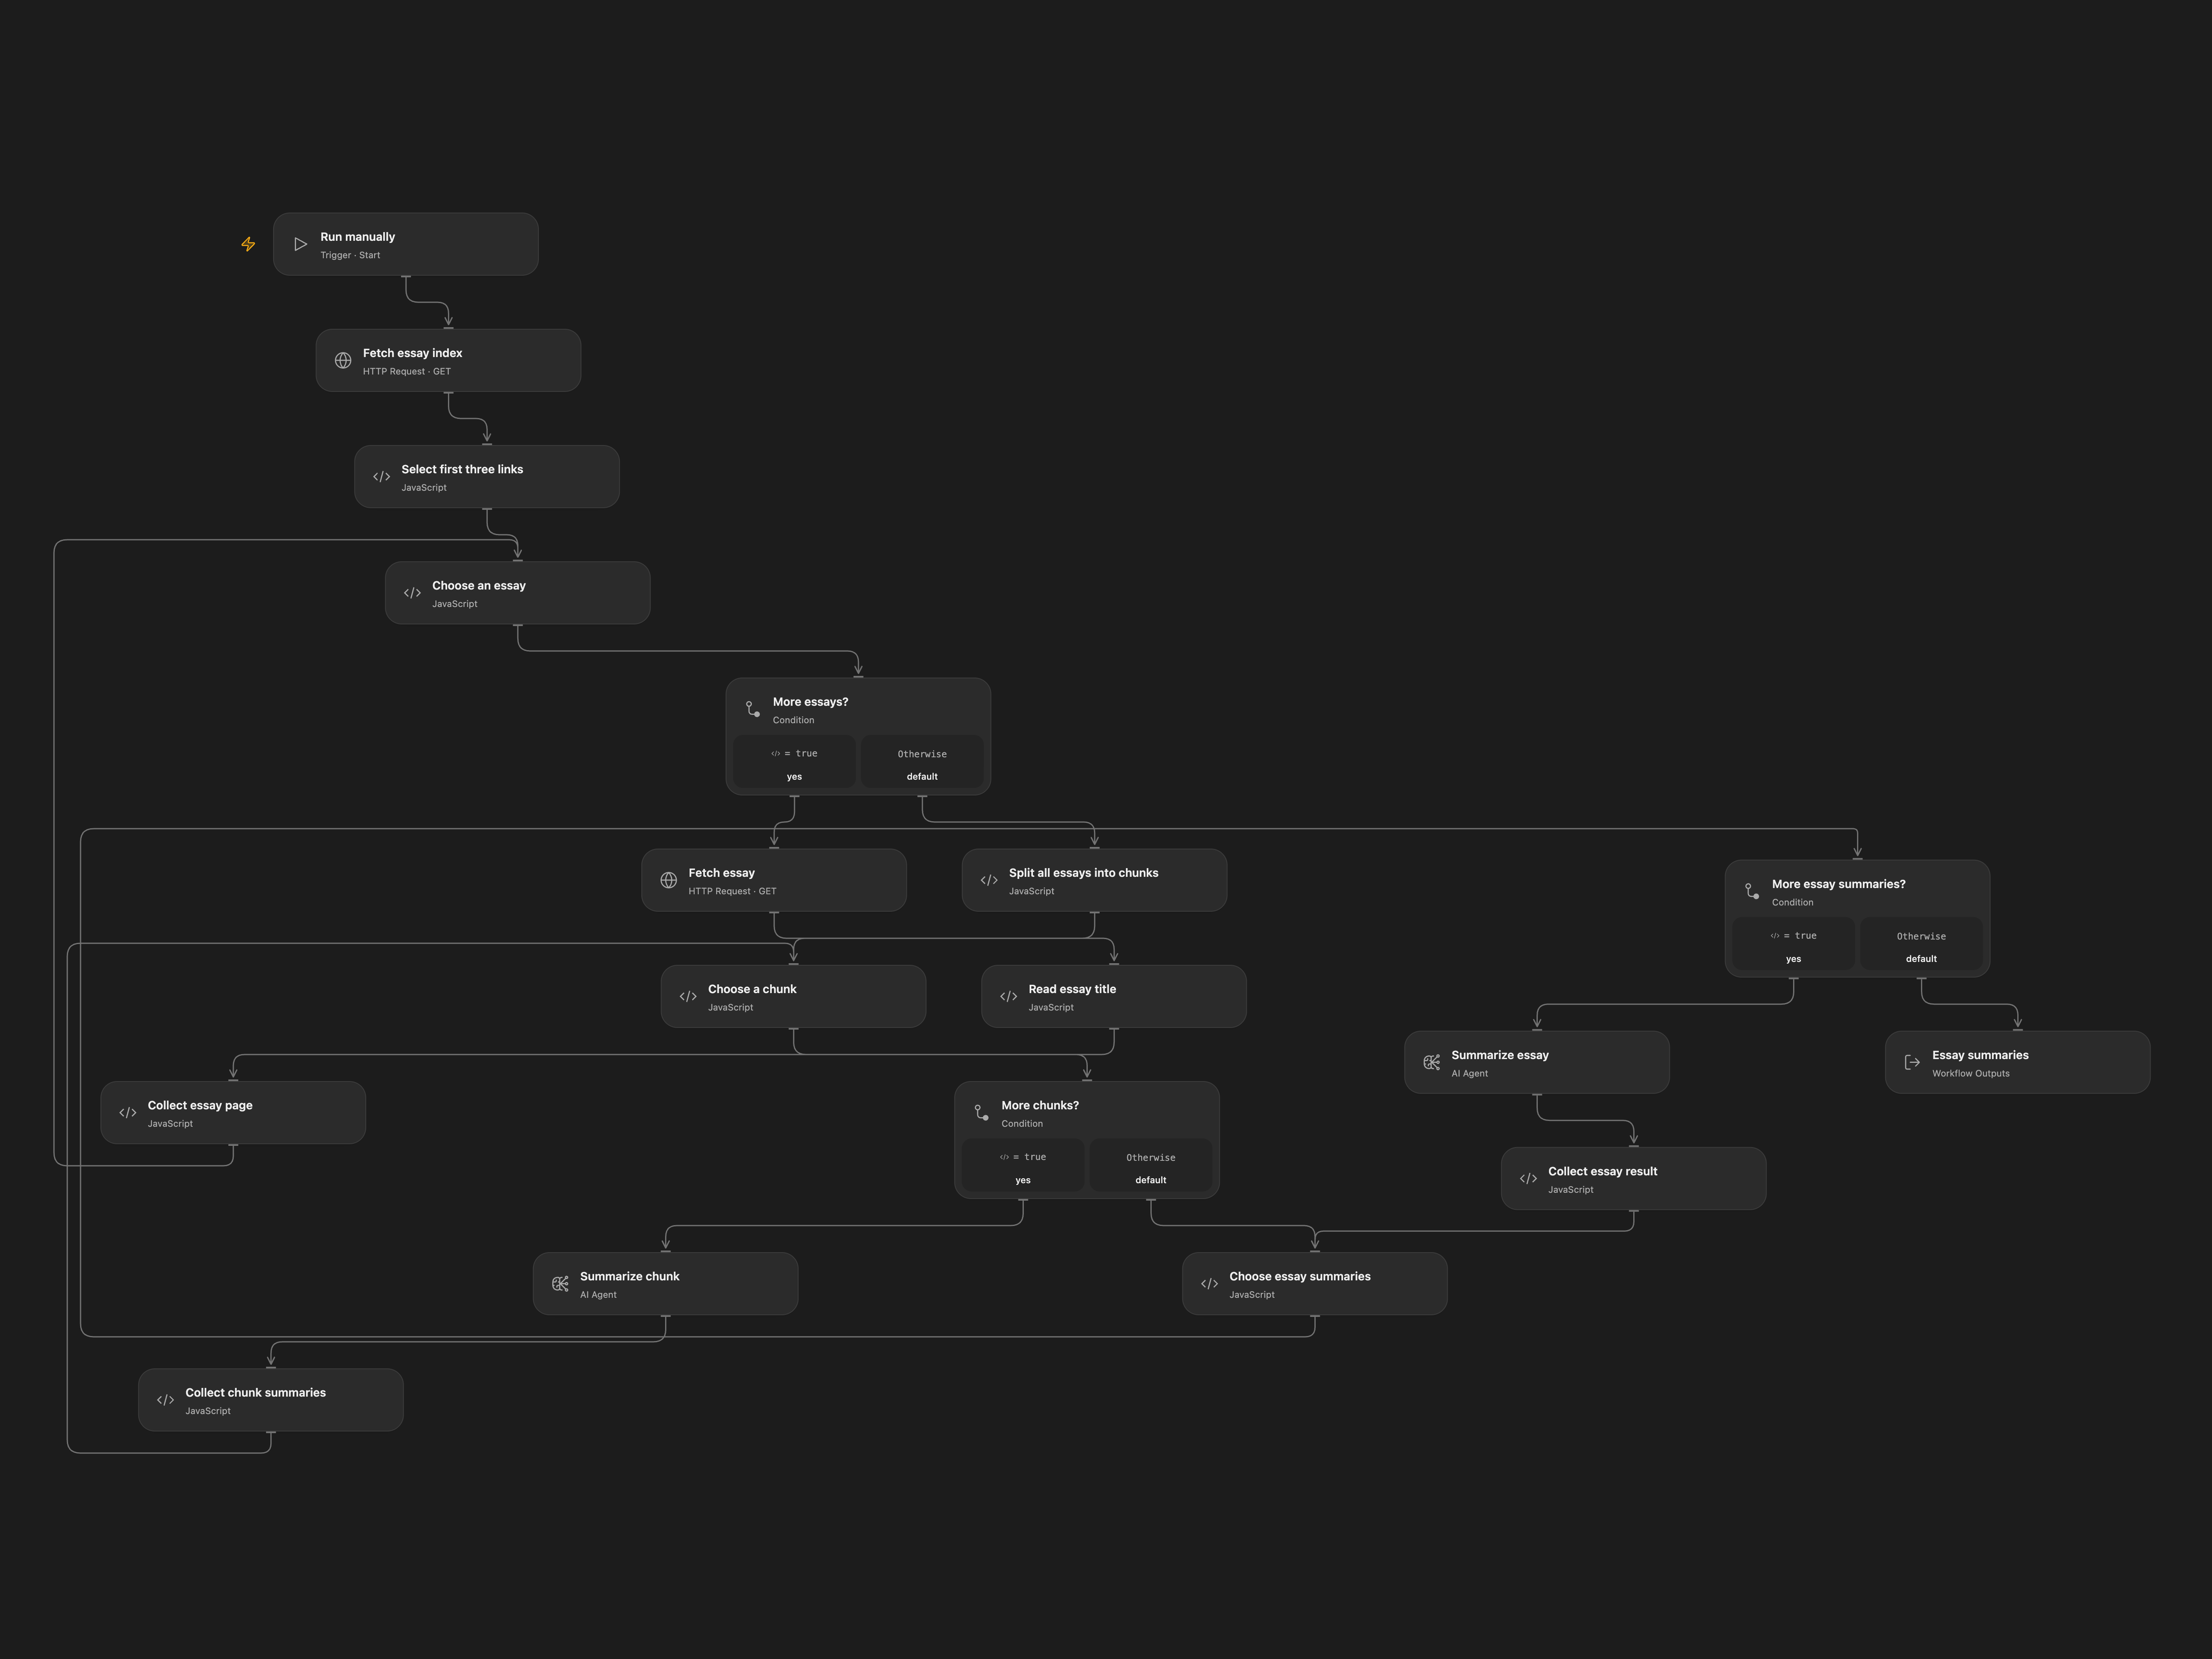 Run manually
Trigger · Start
Fetch essay index
HTTP Request · GET
Select first three links
JavaScript
Choose an essay
JavaScript
More essays?
Condition
</> = true
yes
Otherwise
default
Fetch essay
HTTP Request · GET
Split all essays into chunks
JavaScript
More essay summaries?
Condition
</> = true
yes
Otherwise
default
Choose a chunk
JavaScript
Read essay title
JavaScript
Summarize essay
AI Agent
Essay summaries
Workflow Outputs
Collect essay page
JavaScript
More chunks?
Condition
</> = true
yes
Otherwise
default
Collect essay result
JavaScript
Summarize chunk
AI Agent
Choose essay summaries
JavaScript
Collect chunk summaries
JavaScript